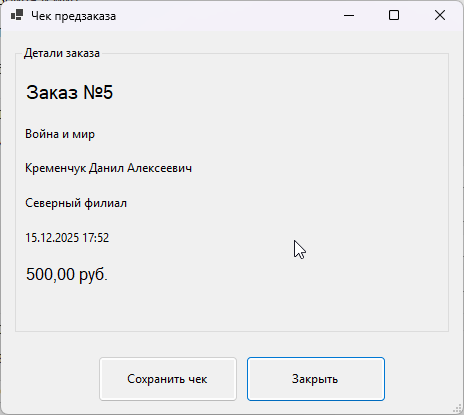 Чек предзаказа
Детали заказа
Заказ №5
Война и мир
Кременчук Данил Алексеевич
Северный филиал
15.12.2025 17:52
500,00 руб.
Сохранить чек
Закрыть